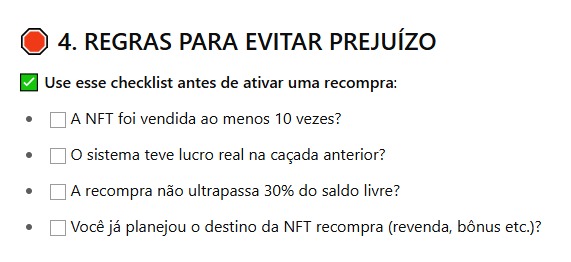 4. REGRAS PARA EVITAR PREJUÍZO
Use esse checklist antes de ativar uma recompra:
A NFT foi vendida ao menos 10 vezes?
O sistema teve lucro real na caçada anterior?
A recompra não ultrapassa 30% do saldo livre?
Você já planejou o destino da NFT recompra (revenda, bônus etc.)?